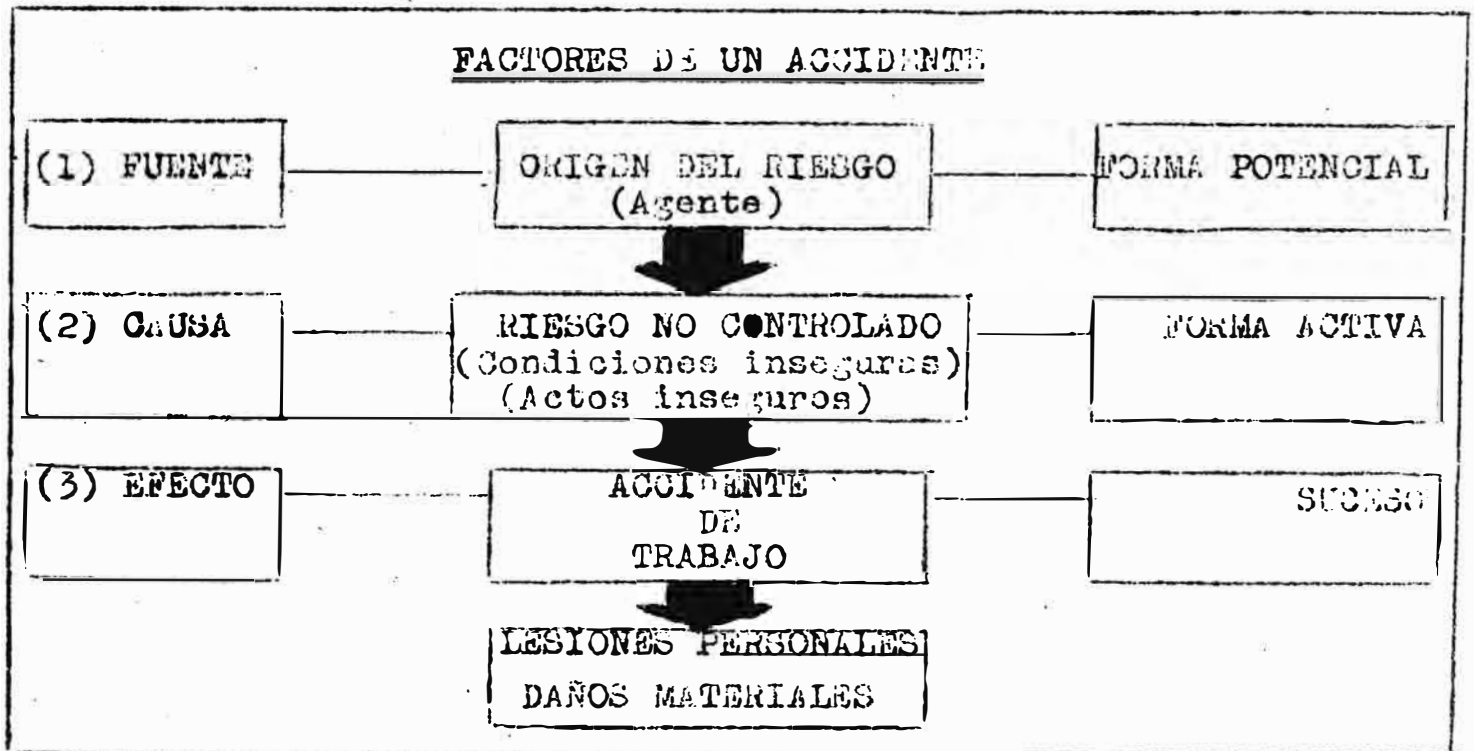 FACTORES DE UN ACCIDENTE
(1) FUENTE
ORIGEN DEL RIESGO
(Agente)
FORMA POTENCIAL
(2) CAUSA
RIESGO NO CONTROLADO
(Condiciones inseguras)
(Actos inseguros)
FORMA ACTIVA
(3) EFECTO
ACCIDENTE
DE
TRABAJO
SUCESO
LESIONES PERSONALES
DAÑOS MATERIALES